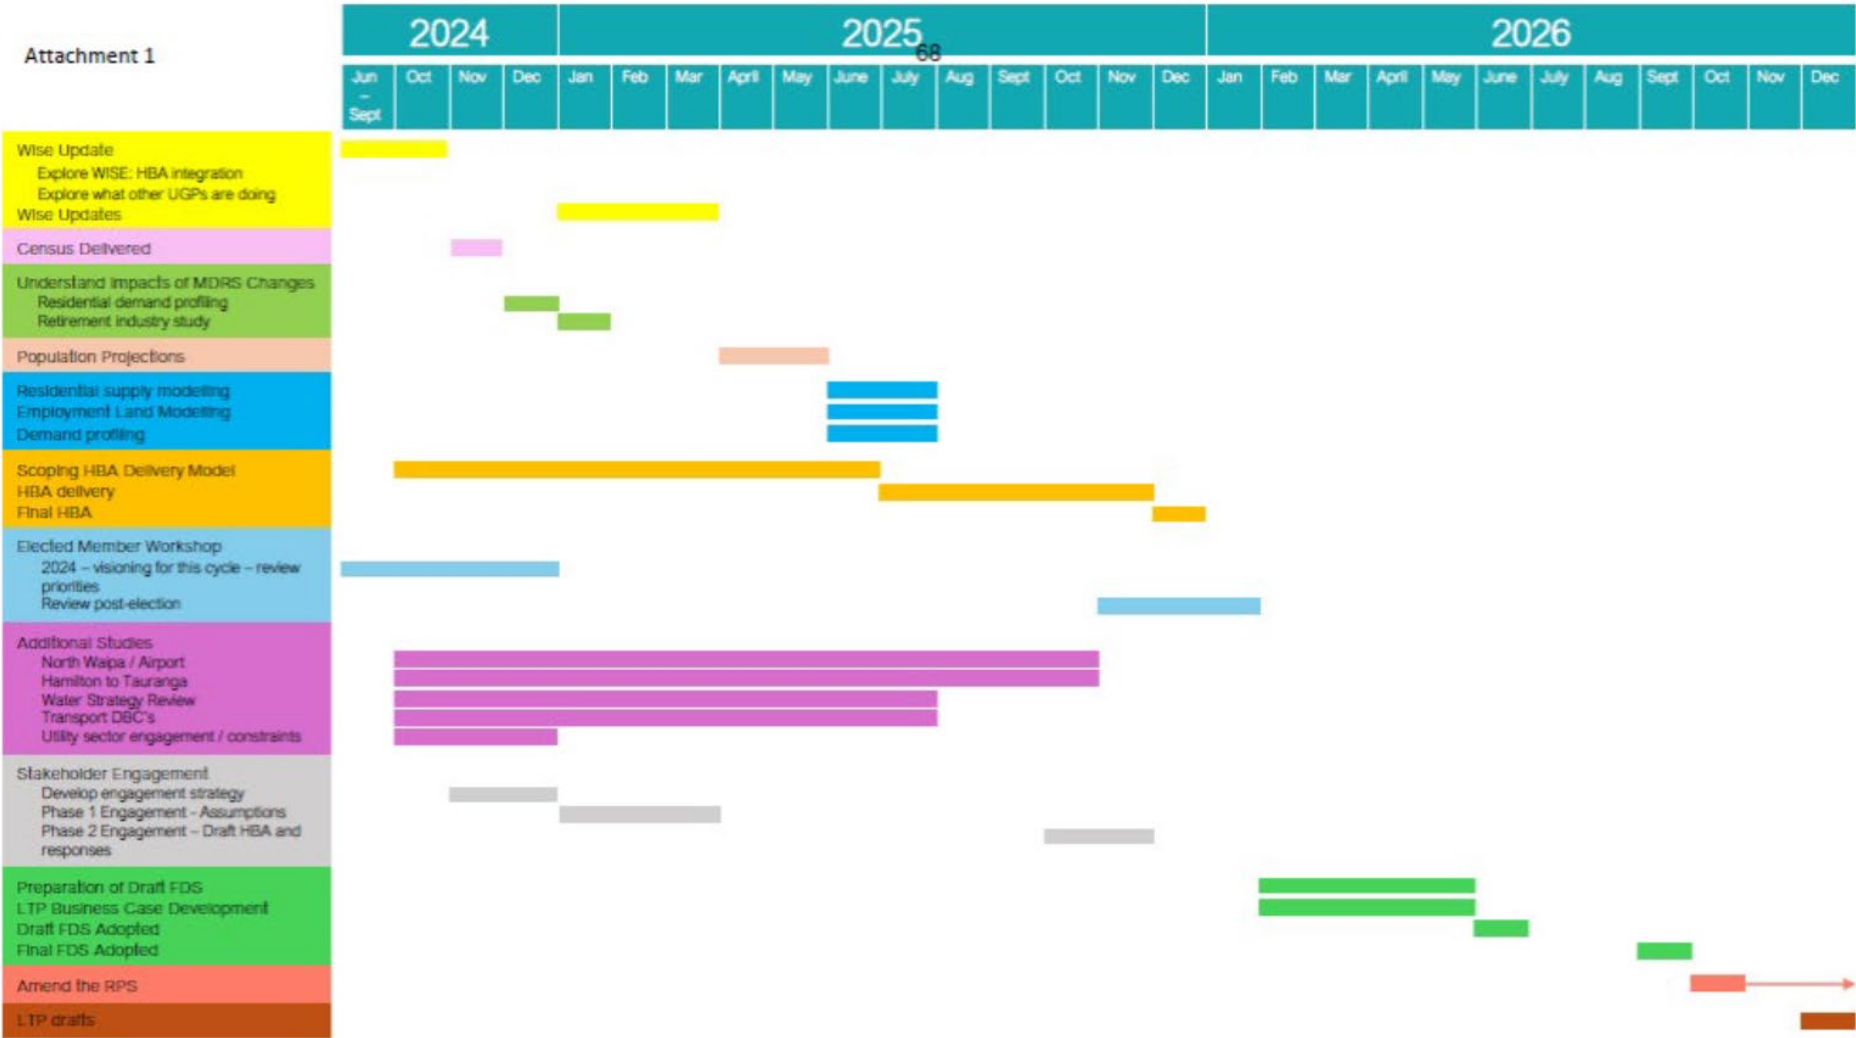 2024 2025 2026
68
Attachment 1
Jun – Sept Oct Nov Dec Jan Feb Mar April May June July Aug Sept Oct Nov Dec Jan Feb Mar April May June July Aug Sept Oct Nov Dec
Wise Update
Explore WISE: HBA integration
Explore what other UGPs are doing
Wise Updates
Census Delivered
Understand Impacts of MDRS Changes
Residential demand profiling
Retirement industry study
Population Projections
Residential supply modelling
Employment Land Modelling
Demand profiling
Scoping HBA Delivery Model
HBA delivery
Final HBA
Elected Member Workshop
2024 – visioning for this cycle – review
priorities
Review post-election
Additional Studies
North Waipa / Airport
Hamilton to Tauranga
Water Strategy Review
Transport DBC's
Utility sector engagement / constraints
Stakeholder Engagement
Develop engagement strategy
Phase 1 Engagement - Assumptions
Phase 2 Engagement – Draft HBA and
responses
Preparation of Draft FDS
LTP Business Case Development
Draft FDS Adopted
Final FDS Adopted
Amend the RPS
LTP drafts